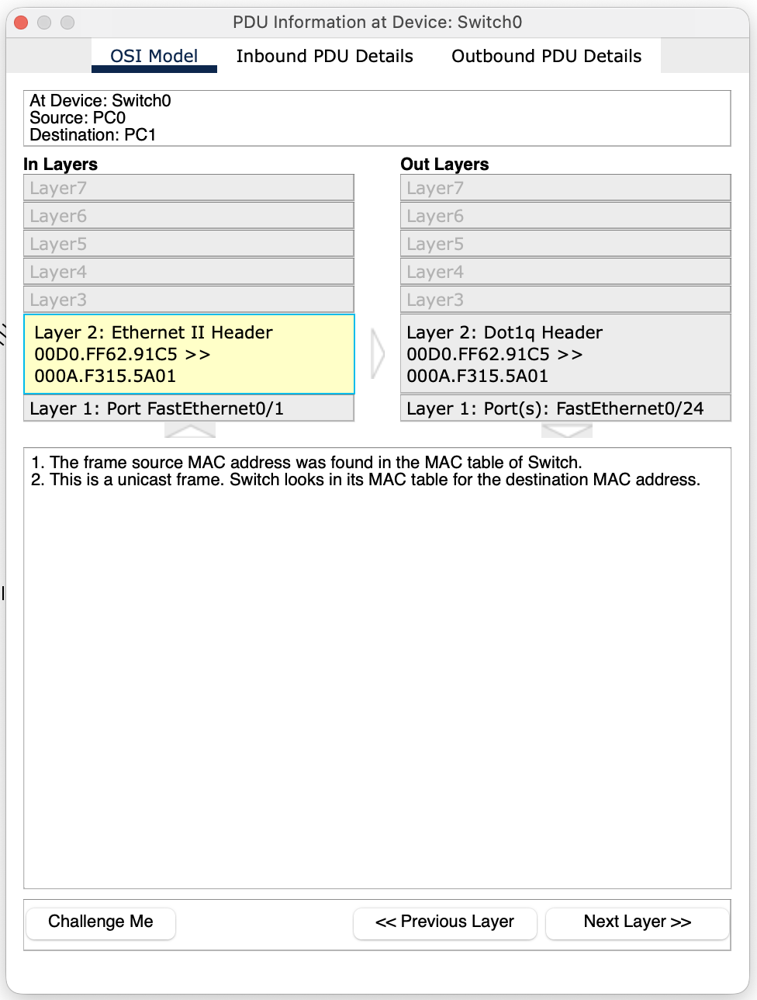 PDU Information at Device: Switch0
OSI Model Inbound PDU Details Outbound PDU Details
At Device: Switch0
Source: PC0
Destination: PC1
In Layers
Layer7
Layer6
Layer5
Layer4
Layer3
Layer 2: Ethernet II Header
00D0.FF62.91C5 >>
000A.F315.5A01
Layer 1: Port FastEthernet0/1
Out Layers
Layer7
Layer6
Layer5
Layer4
Layer3
Layer 2: Dot1q Header
00D0.FF62.91C5 >>
000A.F315.5A01
Layer 1: Port(s): FastEthernet0/24
1. The frame source MAC address was found in the MAC table of Switch.
2. This is a unicast frame. Switch looks in its MAC table for the destination MAC address.
Challenge Me << Previous Layer Next Layer >>